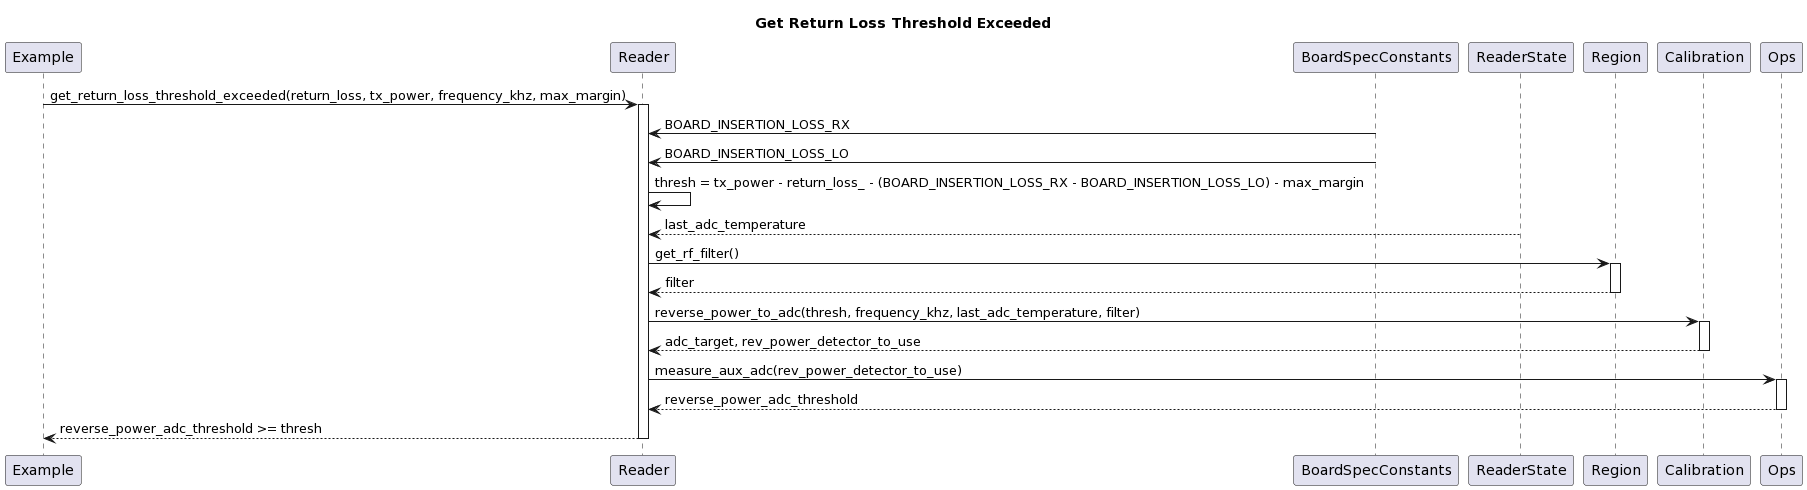 Get Return Loss Threshold Exceeded
Example Reader BoardSpecConstants ReaderState Region Calibration Ops
get_return_loss_threshold_exceeded(return_loss, tx_power, frequency_khz, max_margin)
BOARD_INSERTION_LOSS_RX
BOARD_INSERTION_LOSS_LO
thresh = tx_power - return_loss_ - (BOARD_INSERTION_LOSS_RX - BOARD_INSERTION_LOSS_LO) - max_margin
last_adc_temperature
get_rf_filter()
filter
reverse_power_to_adc(thresh, frequency_khz, last_adc_temperature, filter)
adc_target, rev_power_detector_to_use
measure_aux_adc(rev_power_detector_to_use)
reverse_power_adc_threshold
reverse_power_adc_threshold >= thresh
Example Reader BoardSpecConstants ReaderState Region Calibration Ops